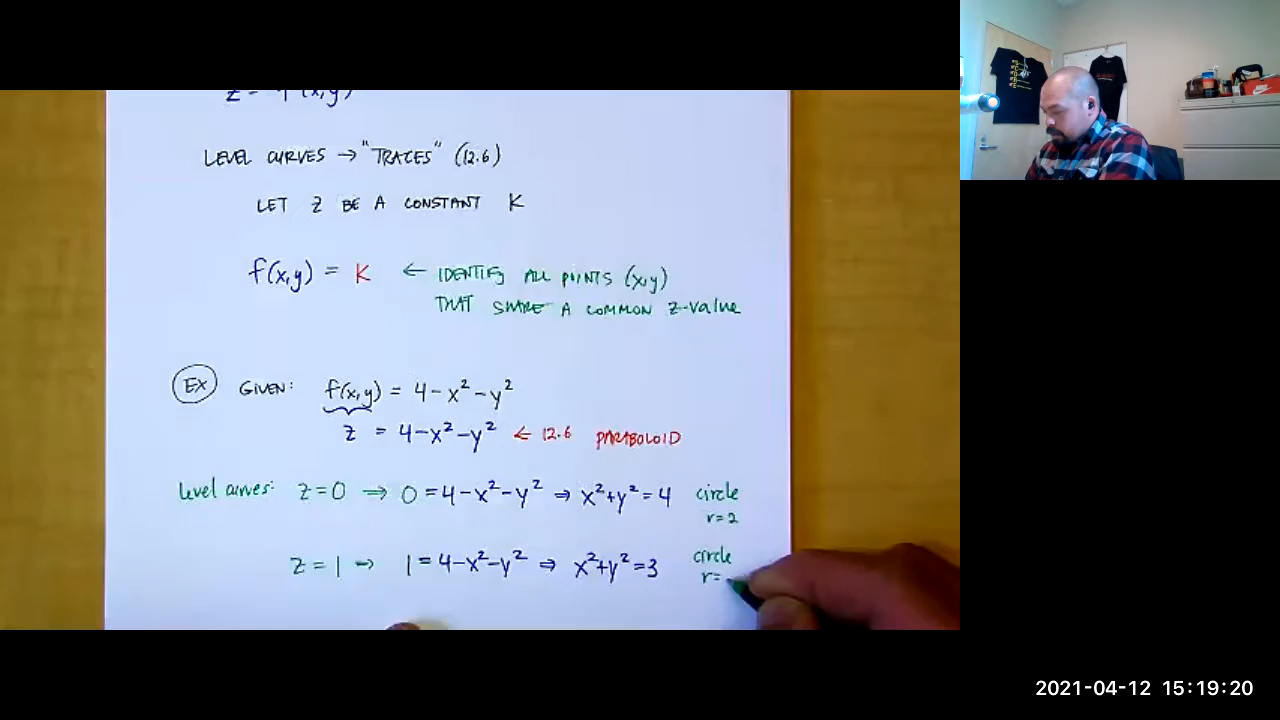 z = f(x,y)
LEVEL CURVES → "TRACES" (12.6)
LET Z BE A CONSTANT K
f(x,y) = K ← IDENTIFY ALL POINTS (x,y)
THAT SHARE A COMMON Z-value
EX GIVEN: f(x,y) = 4-x²-y²
z = 4-x²-y² ← 12.6 PARABOLOID
level curves: z=0 ⇒ 0=4-x²-y² ⇒ x²+y²=4 circle
r=2
z=1 ⇒ 1=4-x²-y² ⇒ x²+y²=3 circle
r=
2021-04-12 15:19:20